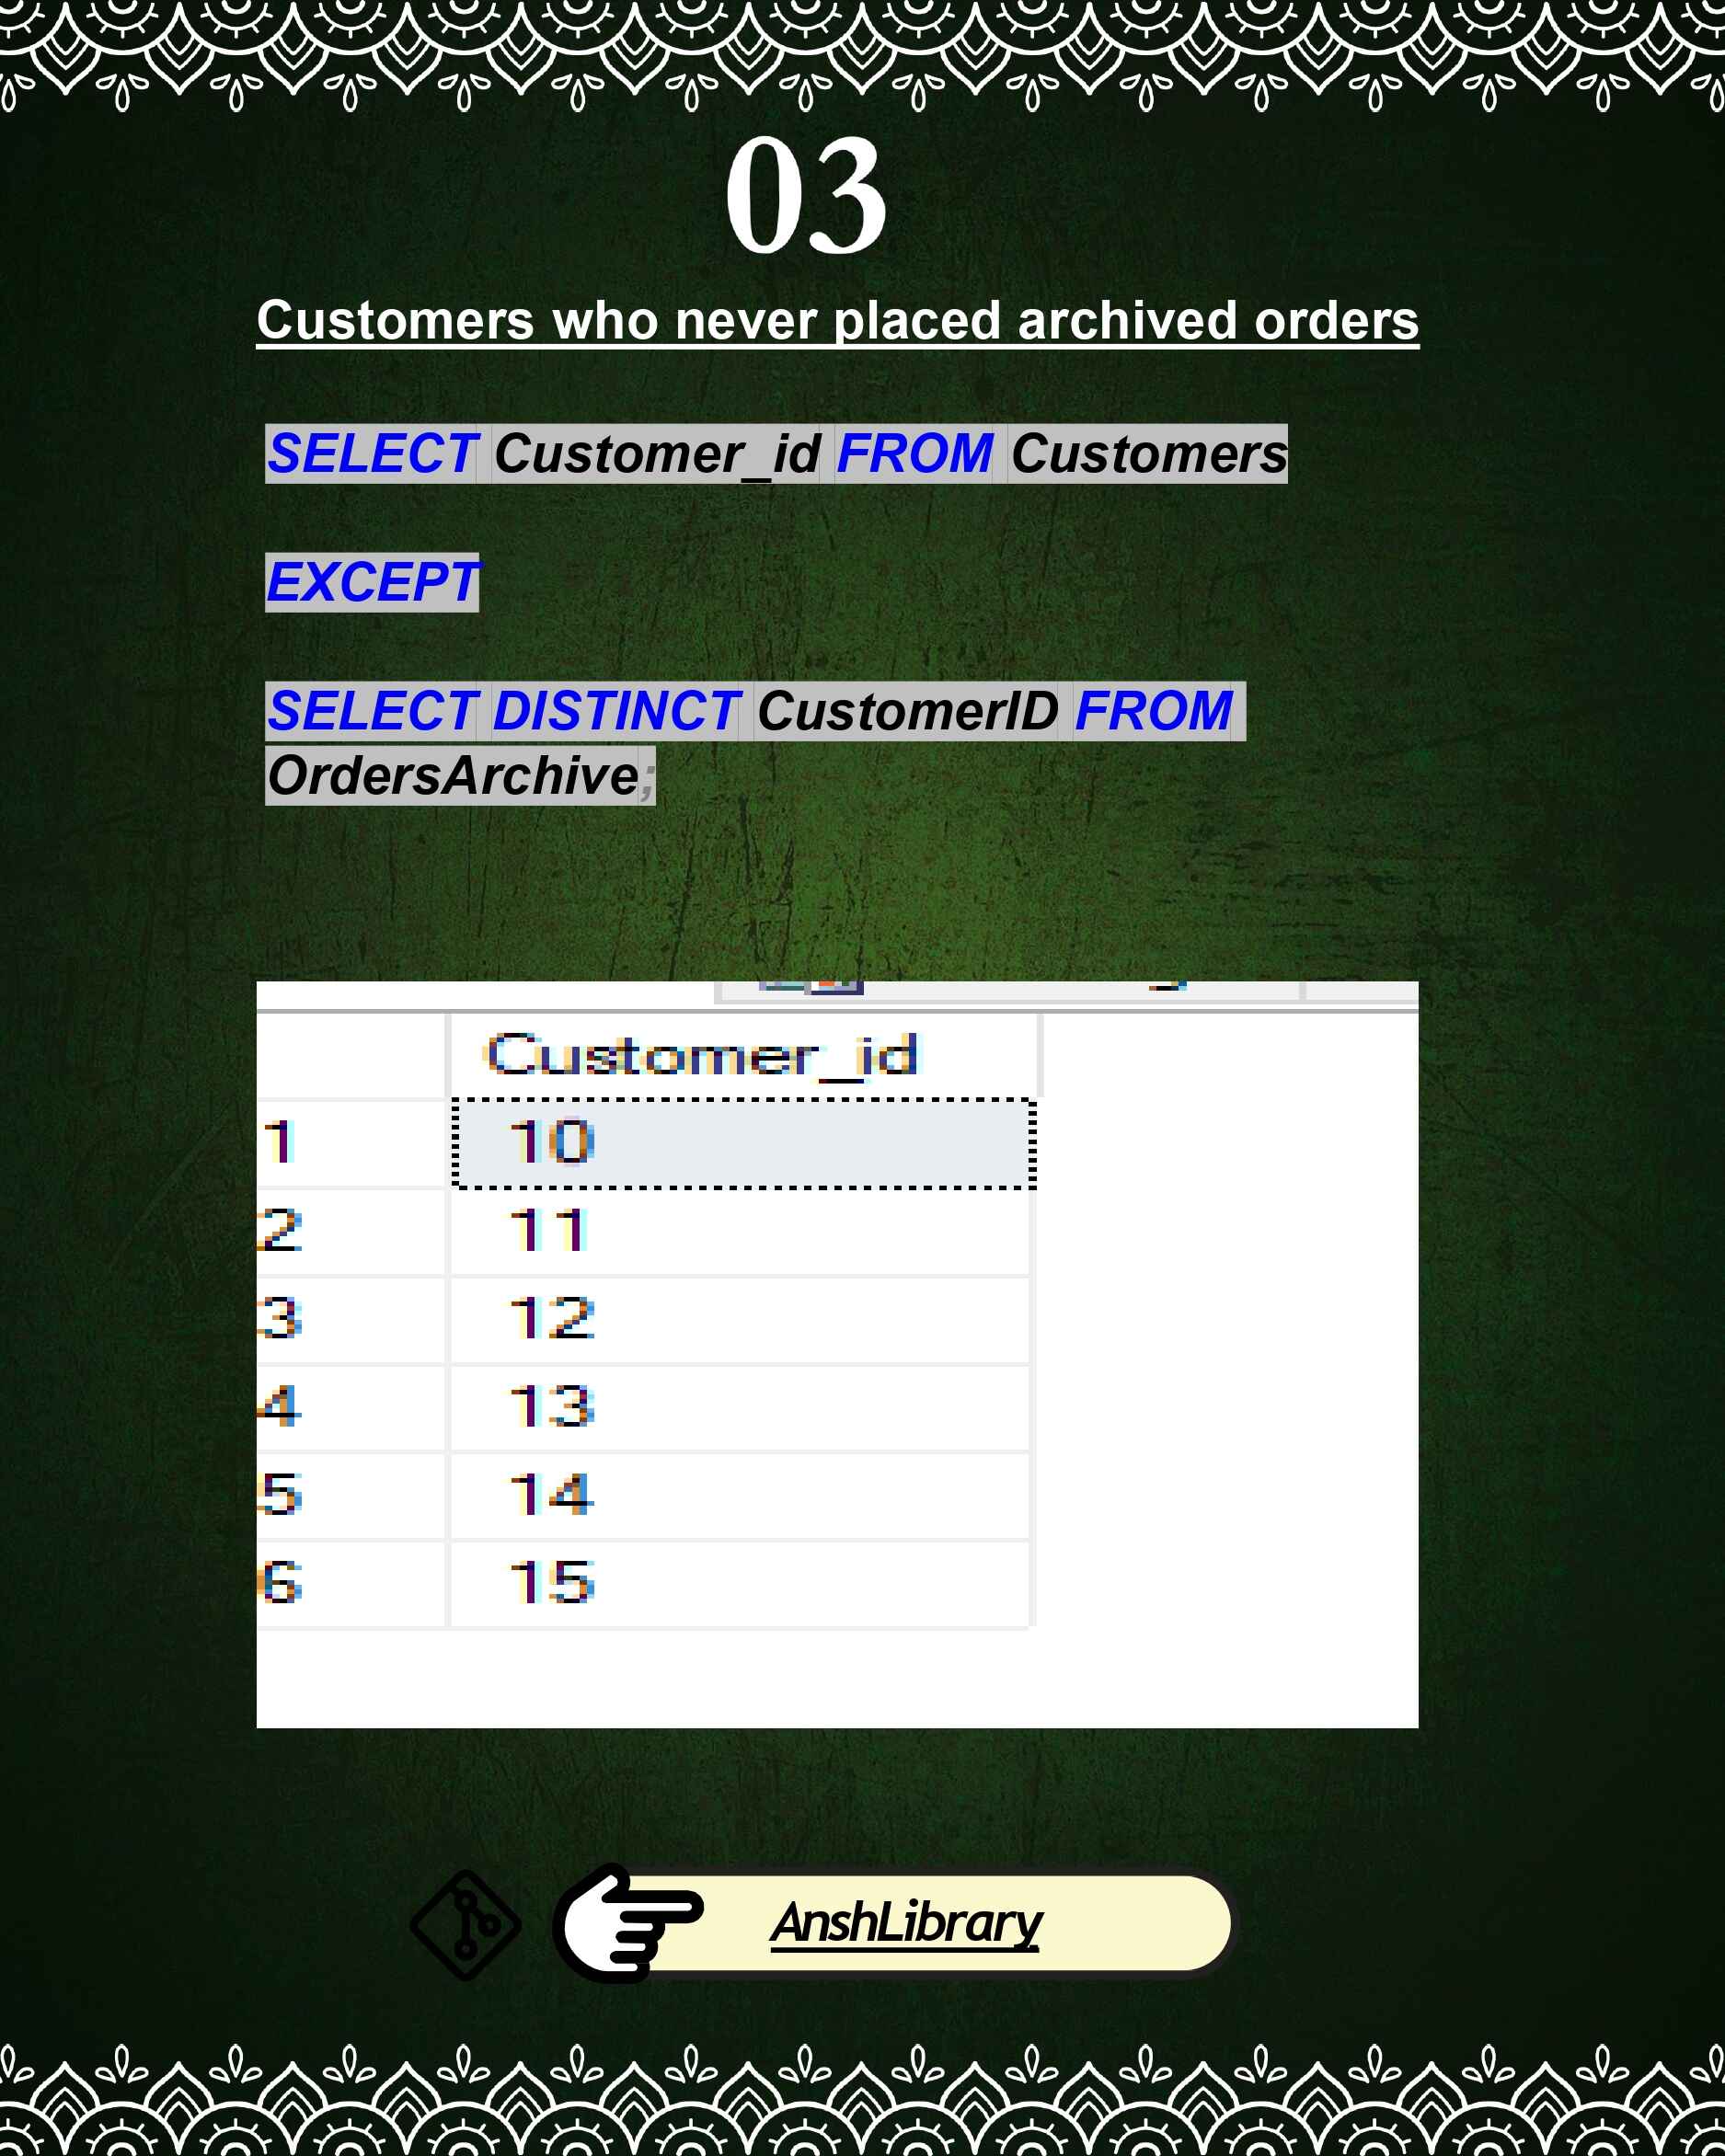 03
Customers who never placed archived orders
SELECT Customer_id FROM Customers
EXCEPT
SELECT DISTINCT CustomerID FROM
OrdersArchive;
Customer_id
1 10
2 11
3 12
4 13
5 14
6 15
AnshLibrary